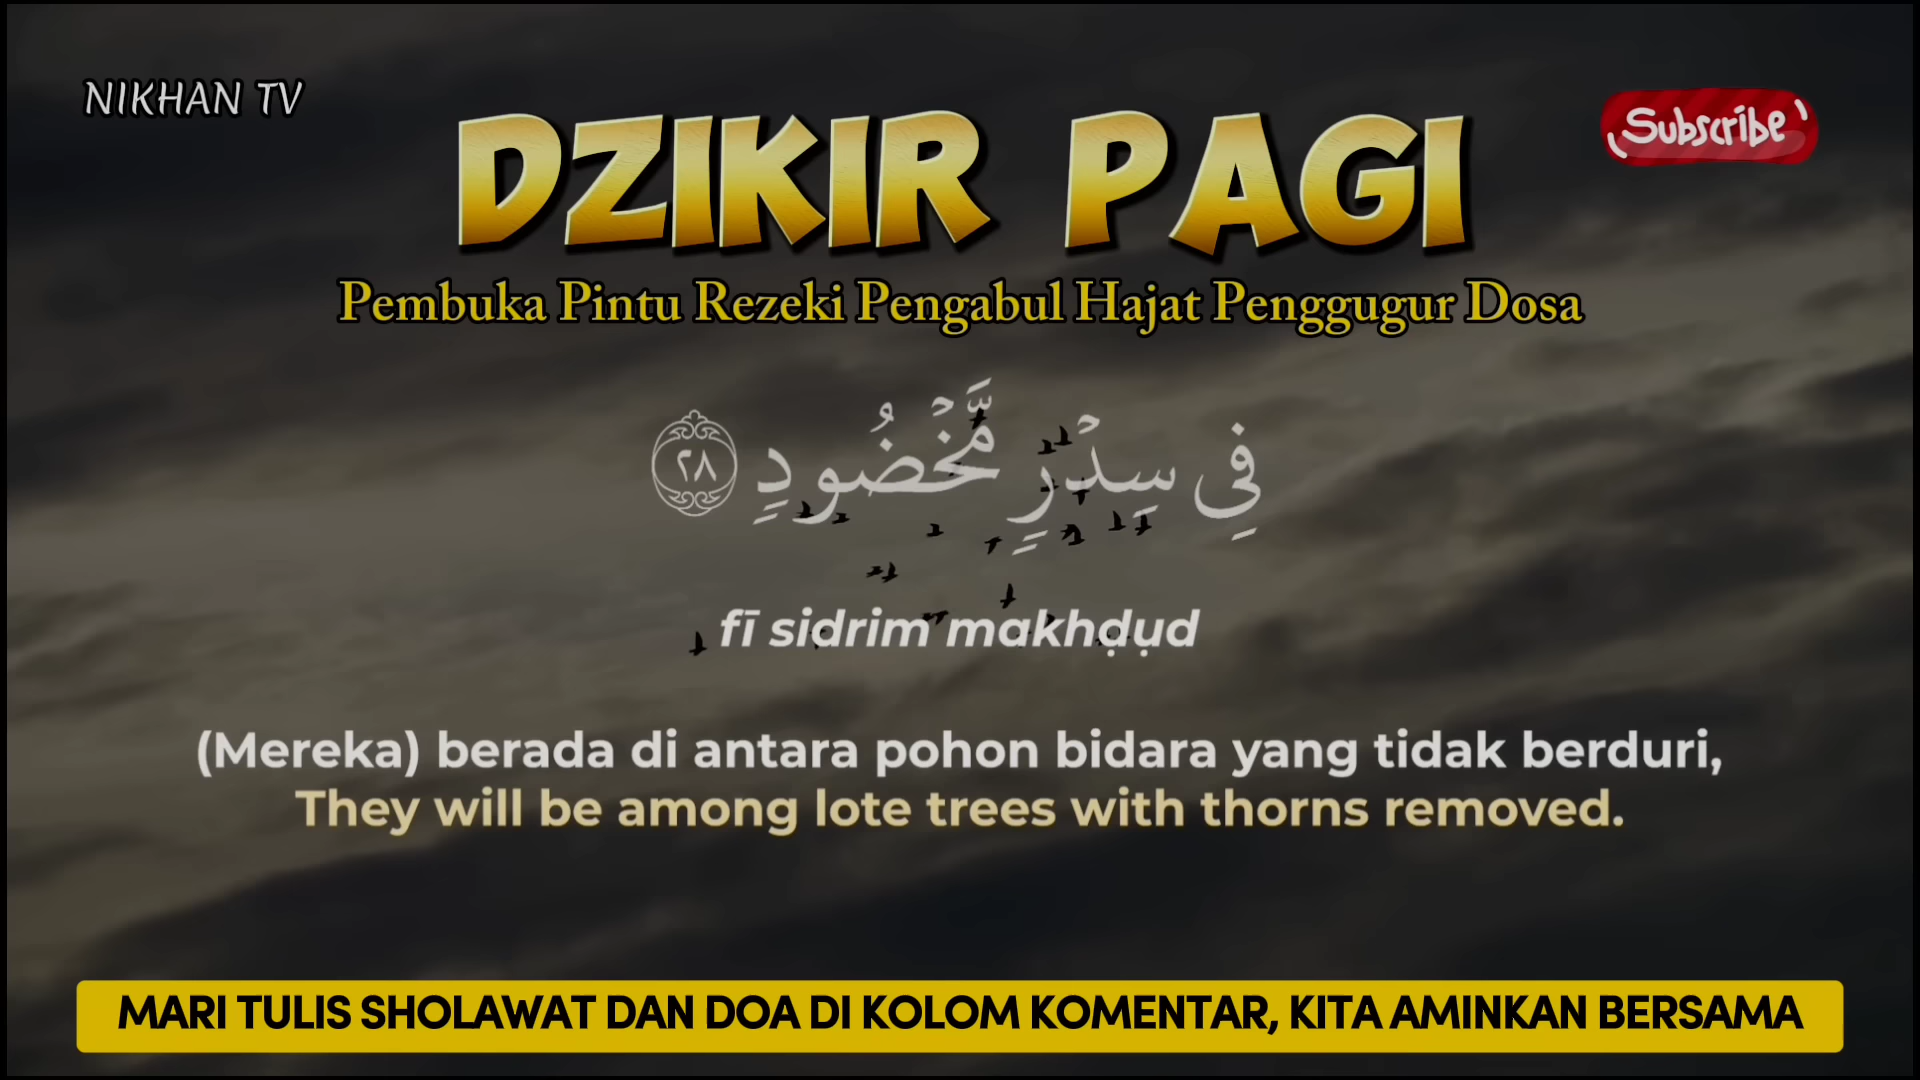 NIKHAN TV
DZIKIR PAGI
Subscribe
Pembuka Pintu Rezeki Pengabul Hajat Penggugur Dosa
فِي سِدْرٍ مَّخْضُودٍ ٢٨
fī sidrim makhḍụd
(Mereka) berada di antara pohon bidara yang tidak berduri,
They will be among lote trees with thorns removed.
MARI TULIS SHOLAWAT DAN DOA DI KOLOM KOMENTAR, KITA AMINKAN BERSAMA